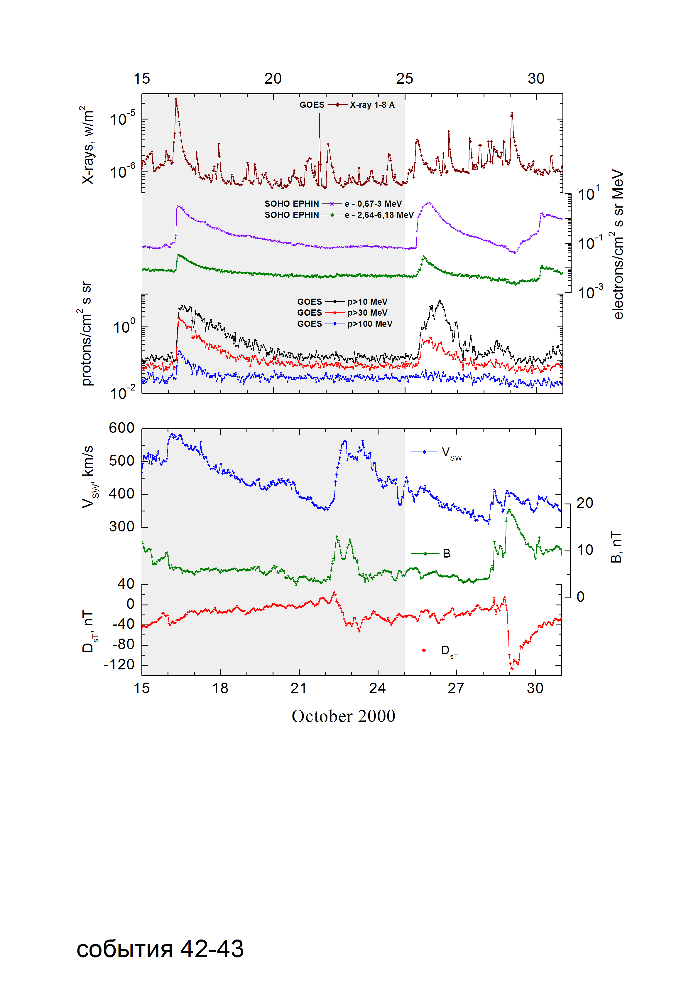 15 20 25 30
X-rays, w/m²
10⁻⁵
10⁻⁶
GOES X-ray 1-8 A
SOHO EPHIN e - 0,67-3 MeV
SOHO EPHIN e - 2,64-6,18 MeV
10¹
10⁻¹
10⁻³
electrons/cm² s sr MeV
protons/cm² s sr
10⁰
10⁻²
GOES p>10 MeV
GOES p>30 MeV
GOES p>100 MeV
V_SW, km/s
600
500
400
300
V_SW
20
10
0
B, nT
B
D_sT, nT
40
0
-40
-80
-120
D_sT
15 18 21 24 27 30
October 2000
события 42-43